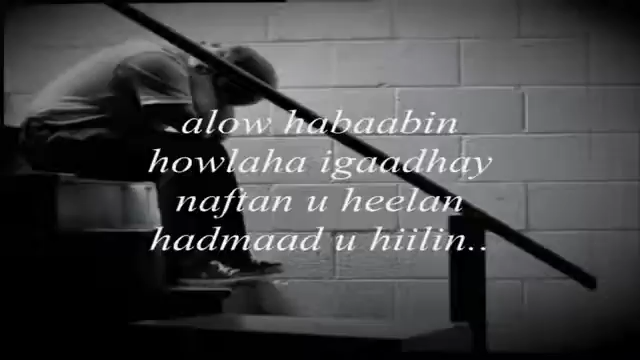 alow habaabin
howlaha igaadhay
naftan u heelan
hadmaad u hiilin..